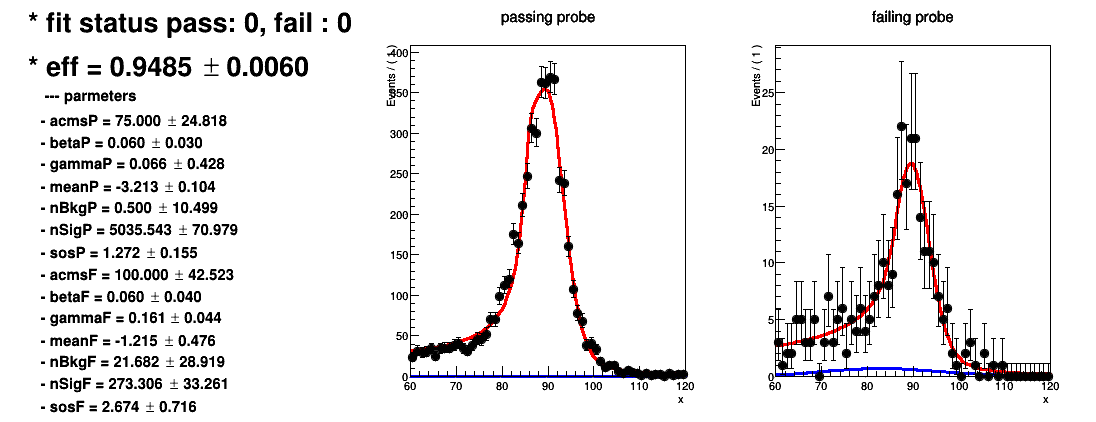 * fit status pass: 0, fail : 0
* eff = 0.9485 ± 0.0060
--- parmeters
- acmsP = 75.000 ± 24.818
- betaP = 0.060 ± 0.030
- gammaP = 0.066 ± 0.428
- meanP = -3.213 ± 0.104
- nBkgP = 0.500 ± 10.499
- nSigP = 5035.543 ± 70.979
- sosP = 1.272 ± 0.155
- acmsF = 100.000 ± 42.523
- betaF = 0.060 ± 0.040
- gammaF = 0.161 ± 0.044
- meanF = -1.215 ± 0.476
- nBkgF = 21.682 ± 28.919
- nSigF = 273.306 ± 33.261
- sosF = 2.674 ± 0.716
passing probe
Events / ( 1 )
400
350
300
250
200
150
100
50
0
60 70 80 90 100 110 120
x
failing probe
Events / ( 1 )
25
20
15
10
5
0
60 70 80 90 100 110 120
x